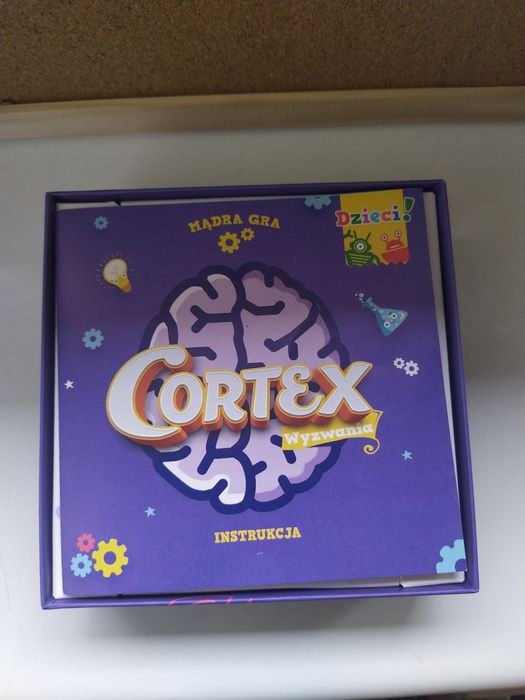 MĄDRA GRA
Dzieci!
CORTEX
Wyzwania
INSTRUKCJA